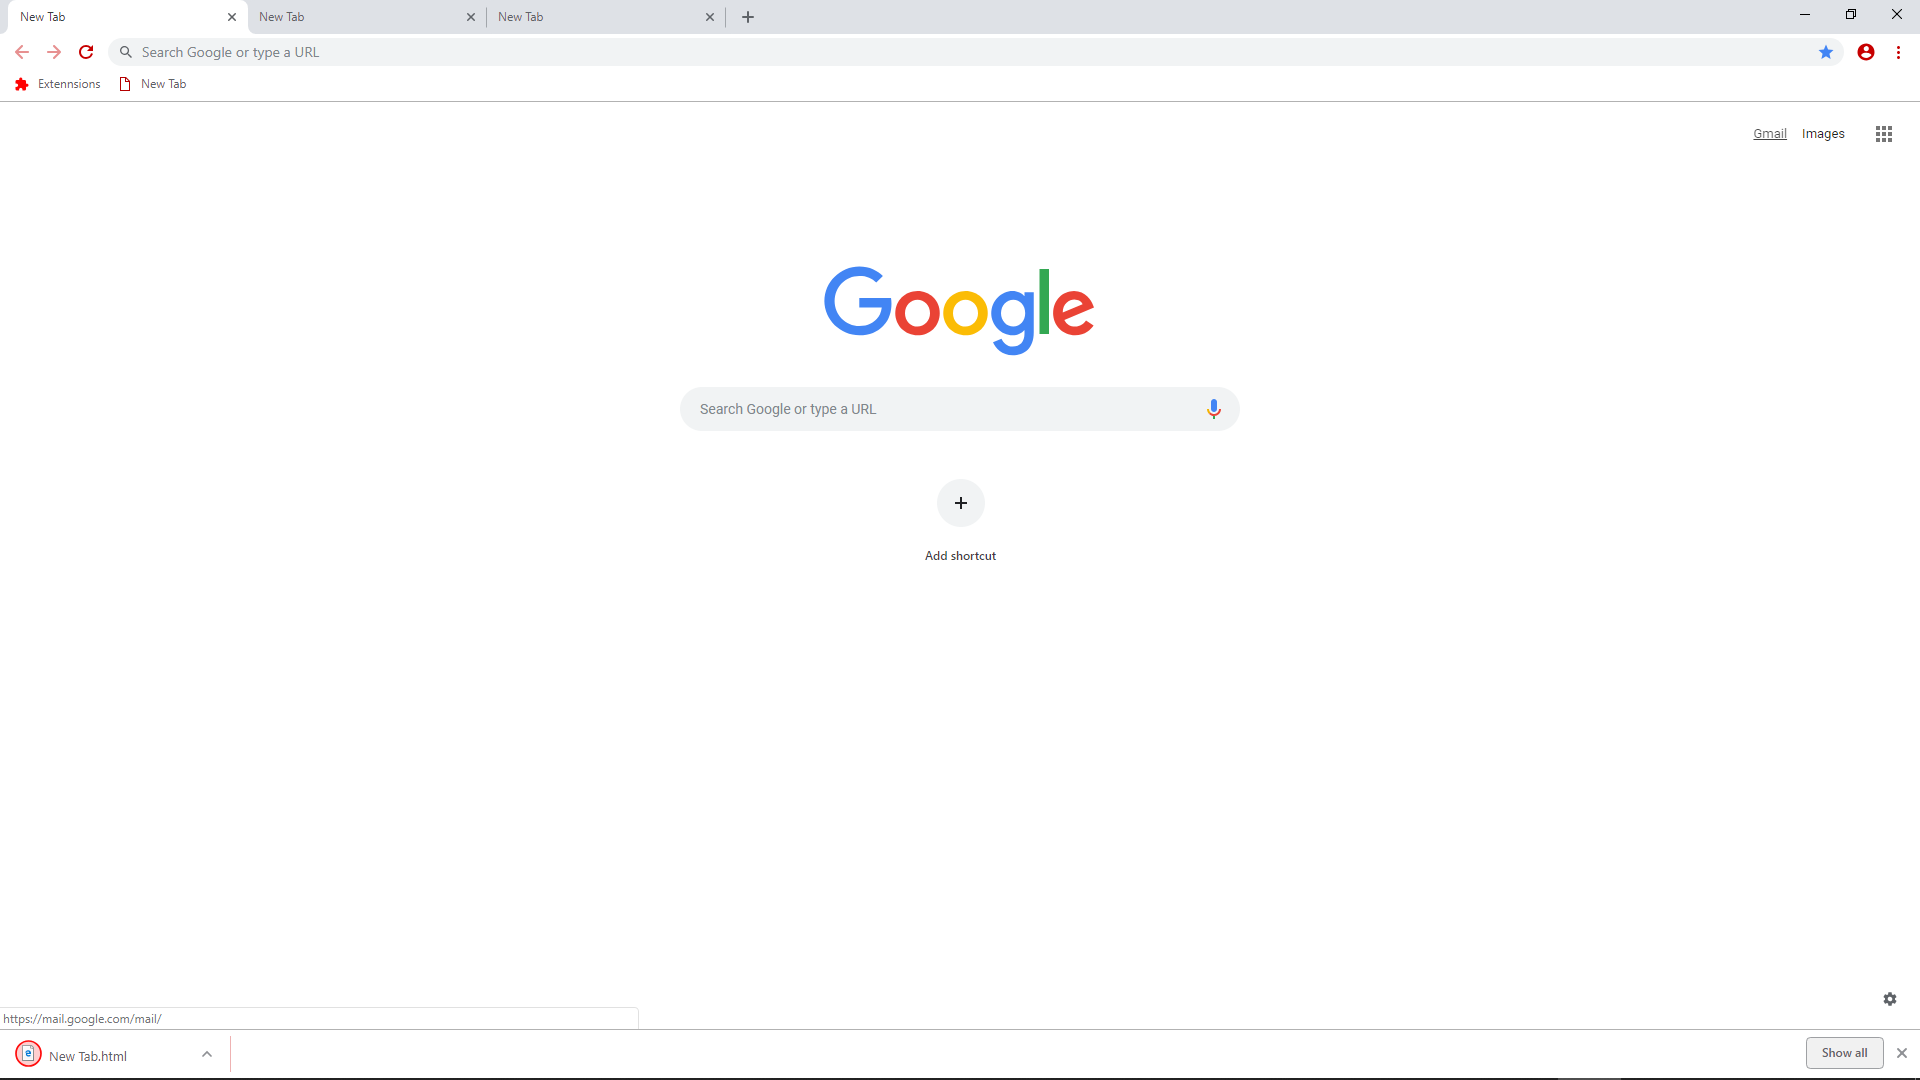 New Tab
New Tab
New Tab
Search Google or type a URL
Extennsions
New Tab
Gmail
Images
Google
Search Google or type a URL
Add shortcut
https://mail.google.com/mail/
New Tab.html
Show all